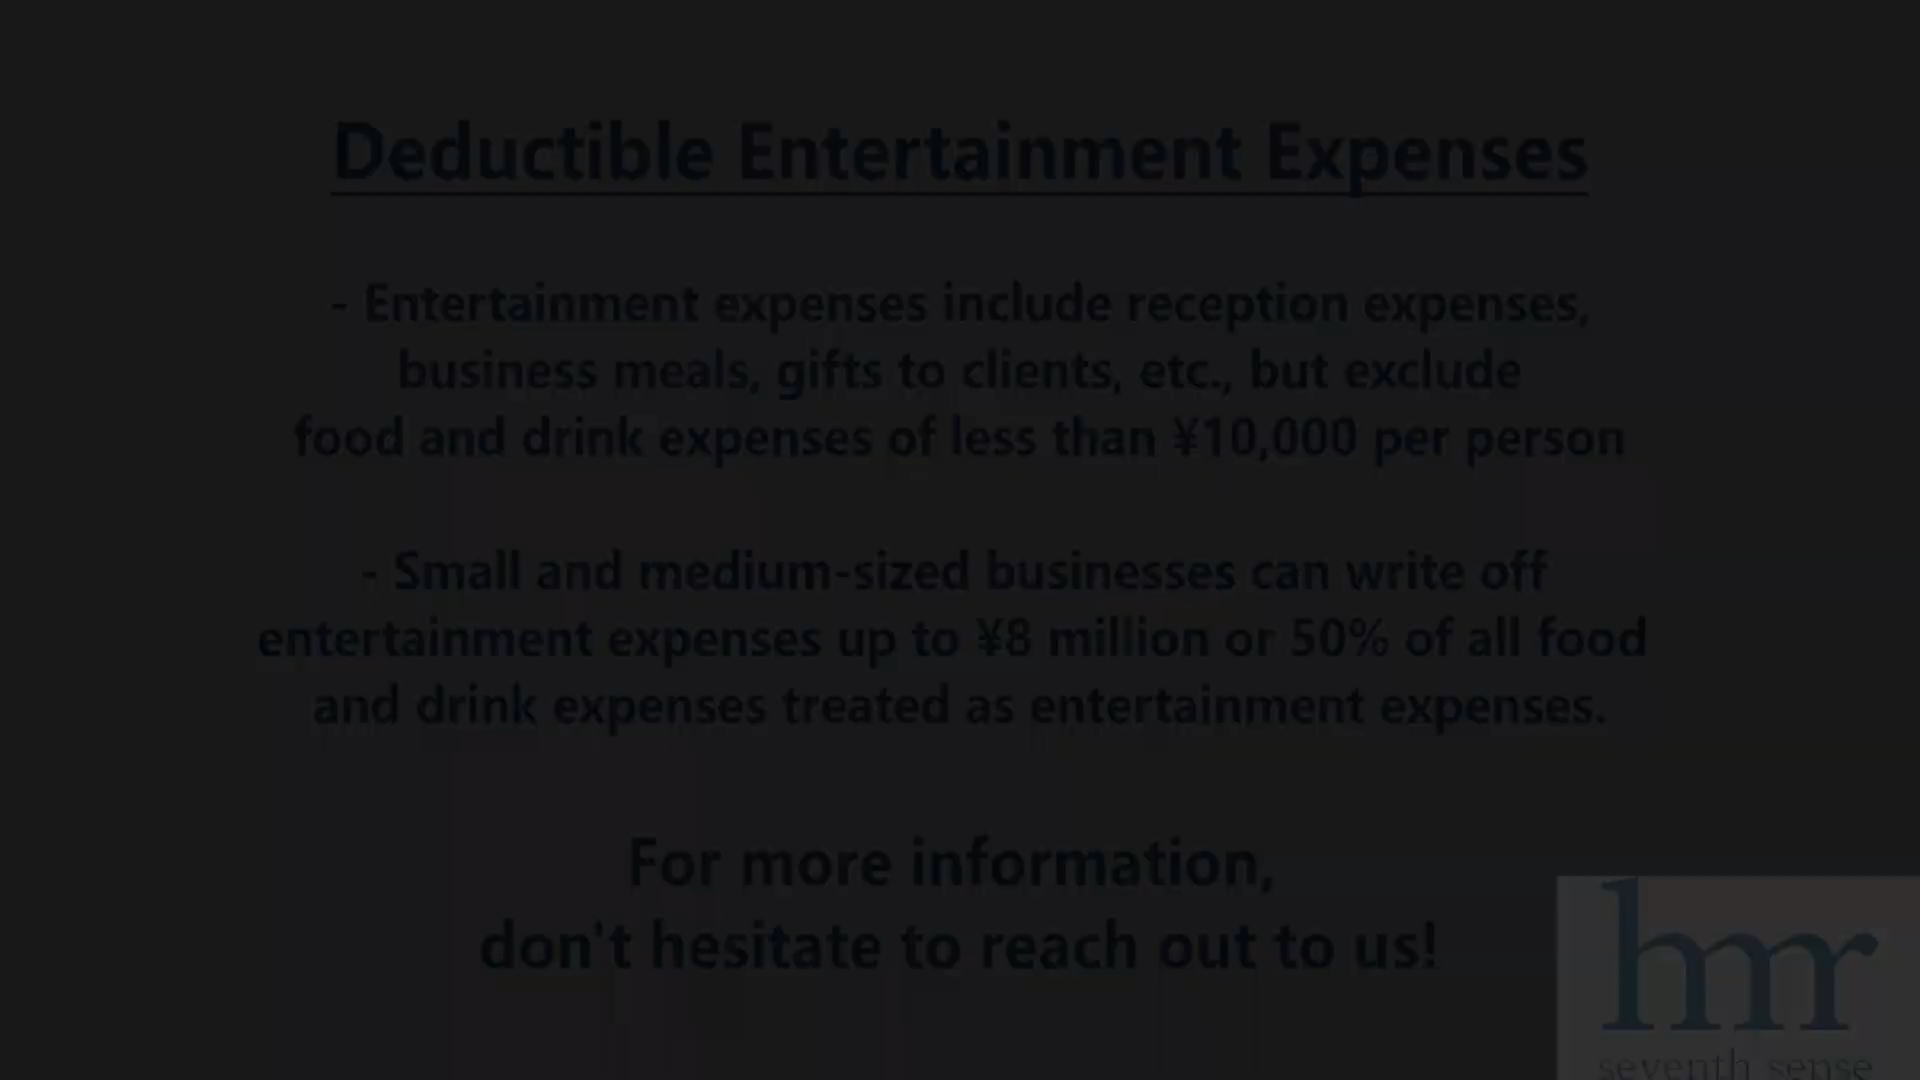 Deductible Entertainment Expenses
- Entertainment expenses include reception expenses,
business meals, gifts to clients, etc., but exclude
food and drink expenses of less than ¥10,000 per person
- Small and medium-sized businesses can write off
entertainment expenses up to ¥8 million or 50% of all food
and drink expenses treated as entertainment expenses.
For more information,
don't hesitate to reach out to us!
hmr
seventh sense